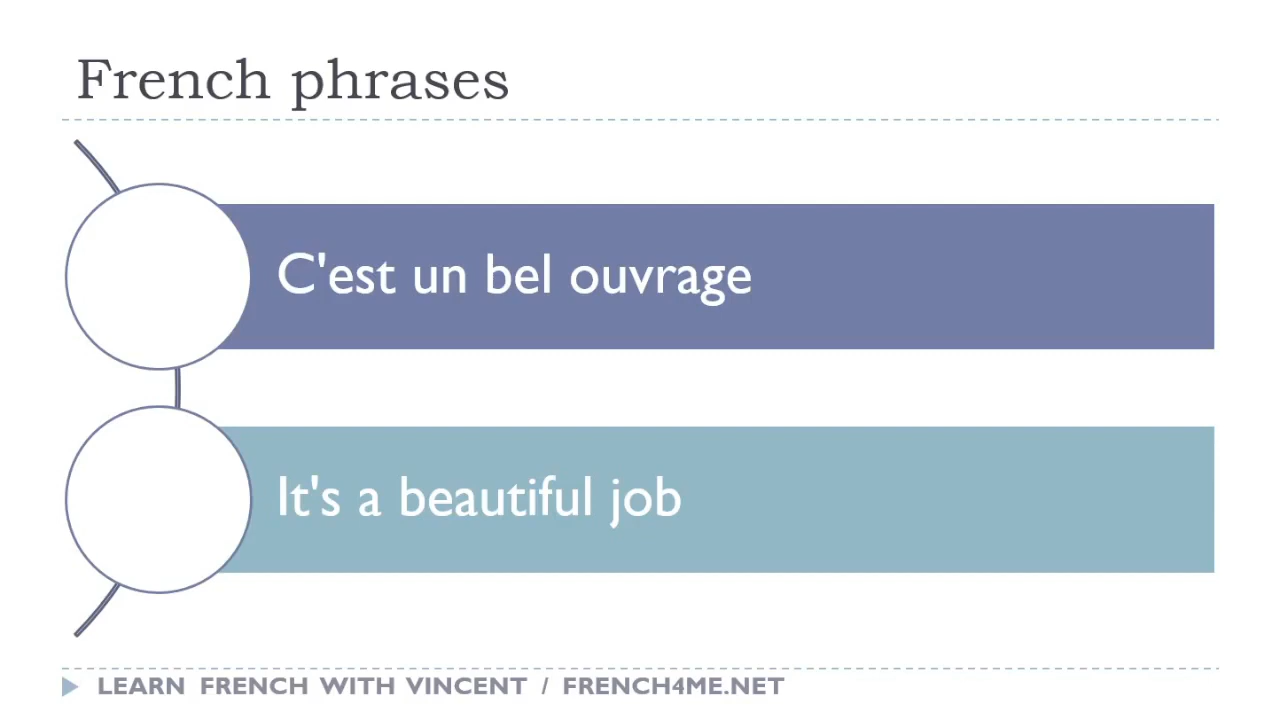 French phrases
C'est un bel ouvrage
It's a beautiful job
LEARN FRENCH WITH VINCENT / FRENCH4ME.NET